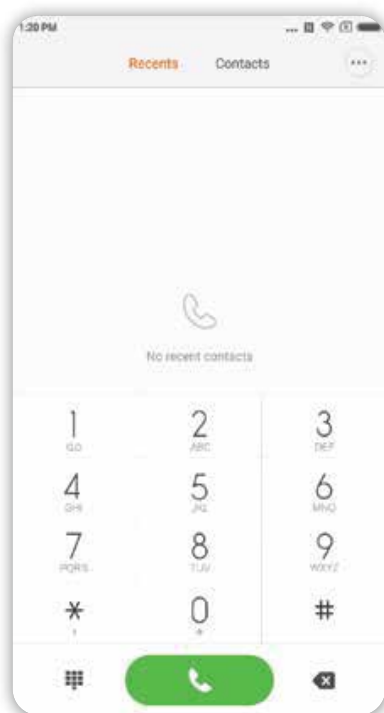 1:20 PM ...
Recents Contacts ...
No recent contacts
1 2 3
GO ABC DEF
4 5 6
GHI JKL MNO
7 8 9
PQRS TUV WXYZ
* 0 #
, +